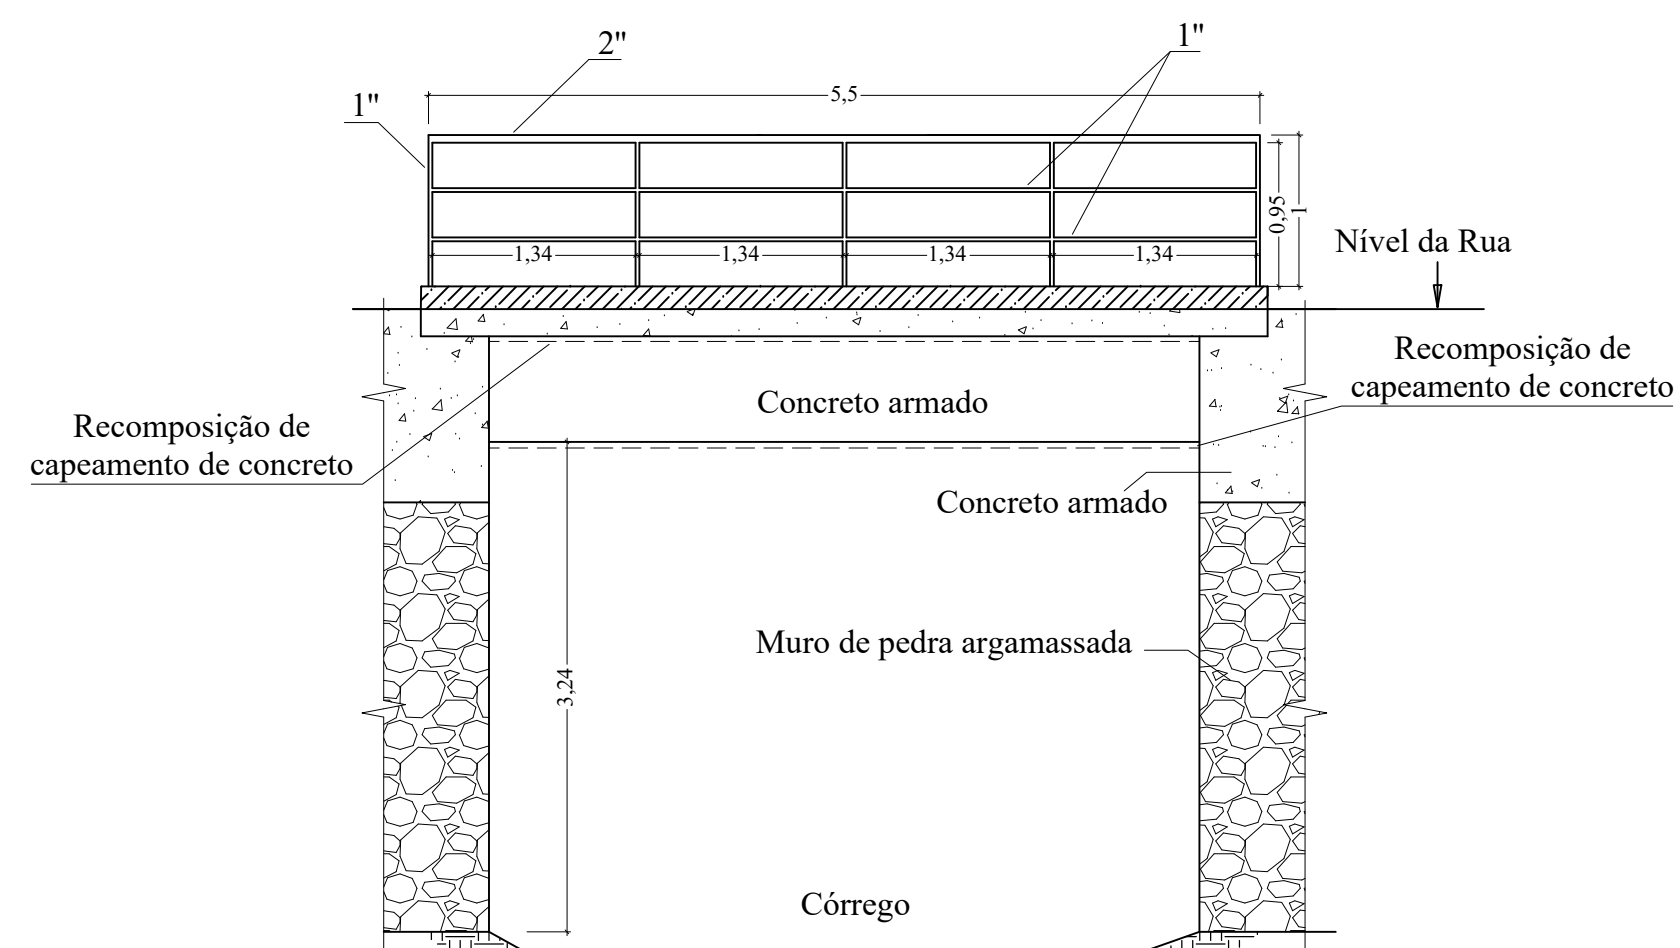 2"
1"
1"
5,5
0,95
1
1,34
1,34
1,34
1,34
Nível da Rua
Recomposição de
capeamento de concreto
Concreto armado
Recomposição de
capeamento de concreto
Concreto armado
Muro de pedra argamassada
3,24
Córrego